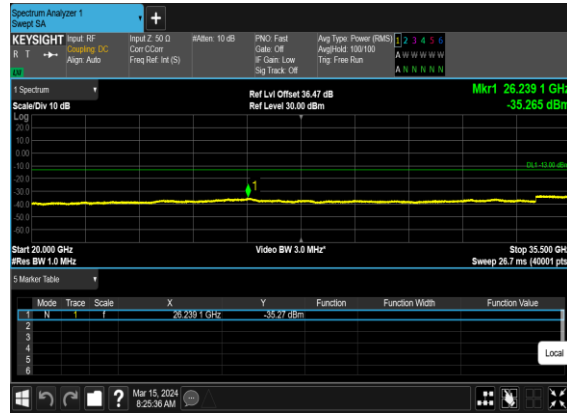 Spectrum Analyzer 1
Swept SA
+
KEYSIGHT
R T
Input: RF
Coupling: DC
Align: Auto
Input Z: 50 Ω
Corr CCorr
Freq Ref: Int (S)
#Atten: 10 dB
PNO: Fast
Gate: Off
IF Gain: Low
Sig Track: Off
Avg Type: Power (RMS)
Avg|Hold: 100/100
Trig: Free Run
1 2 3 4 5 6
A W W W W W
A N N N N N
1 Spectrum
Scale/Div 10 dB
Ref Lvl Offset 36.47 dB
Ref Level 30.00 dBm
Mkr1 26.239 1 GHz
-35.265 dBm
Log
20.0
10.0
0.00
-10.0
-20.0
-30.0
-40.0
-50.0
-60.0
DL1 -13.00 dBm
1
Start 20.000 GHz
#Res BW 1.0 MHz
Video BW 3.0 MHz*
Stop 35.500 GHz
Sweep 26.7 ms (40001 pts)
5 Marker Table
Mode Trace Scale X Y Function Function Width Function Value
1 N 1 f 26.239 1 GHz -35.27 dBm
2
3
4
5
6
Local
?
Mar 15, 2024
8:25:36 AM